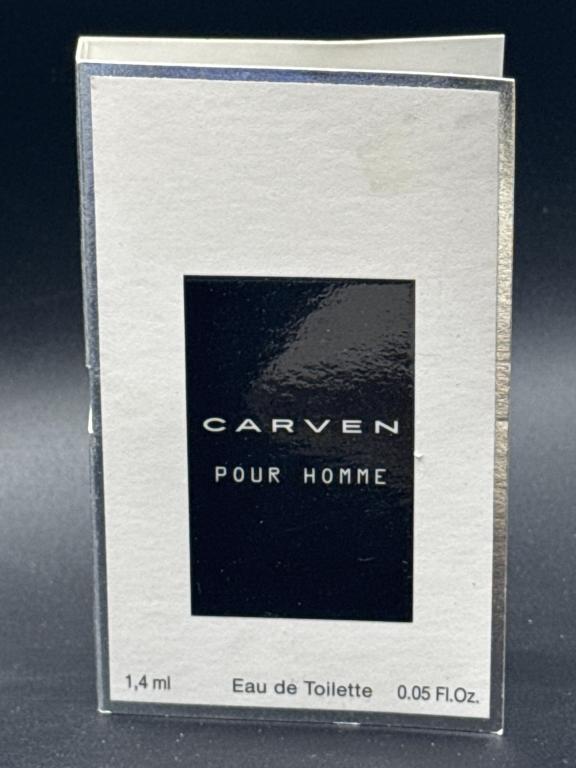 CARVEN
POUR HOMME
1,4 ml Eau de Toilette 0.05 Fl.Oz.